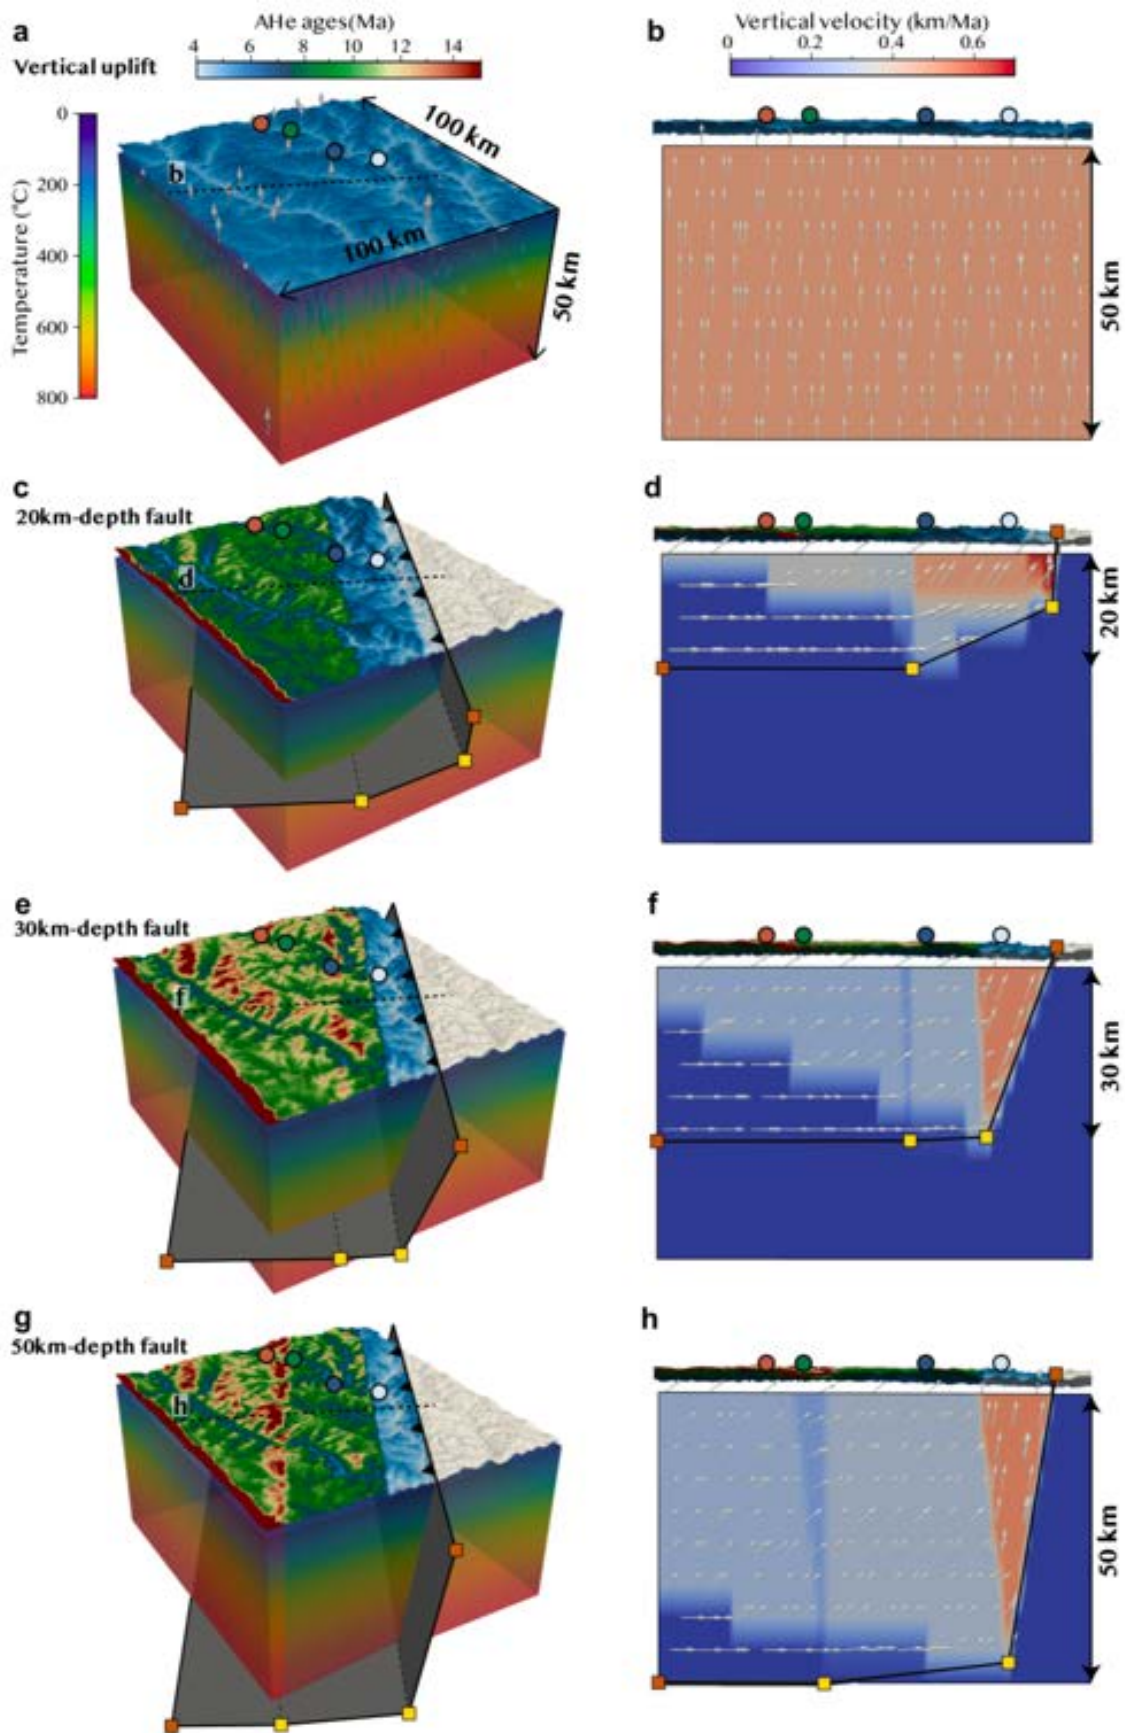 a
AHe ages(Ma)
4 6 8 10 12 14
Vertical uplift
b
Vertical velocity (km/Ma)
0 0.2 0.4 0.6
Temperature (°C)
0
200
400
600
800
b
100 km
100 km
50 km
50 km
c
20km-depth fault
d
d
20 km
e
30km-depth fault
f
f
30 km
g
50km-depth fault
h
h
50 km